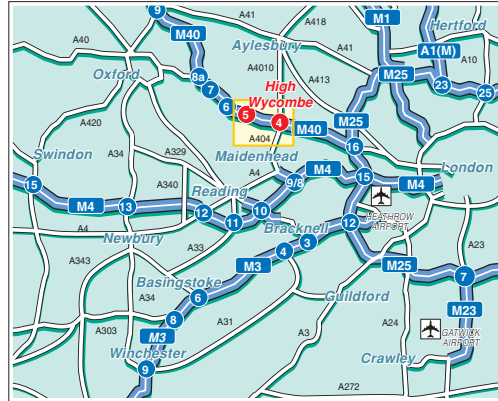 9
M40
A40
A41
A418
M1
Hertford
A1(M)
A10
Aylesbury
A4010
Oxford
8a
7
6
High
Wycombe
5
4
A413
M25
23
25
A420
A404
M40
M25
16
Swindon
A34
A329
Maidenhead
A4
9/8
M4
15
M4
London
15
M4
13
A340
Reading
12
11
10
HEATHROW
AIRPORT
A4
Newbury
A33
Bracknell
4
3
12
A23
A343
M3
M25
7
Basingstoke
6
Guildford
A34
M23
A303
M3
8
A31
A3
A24
GATWICK
AIRPORT
Winchester
9
Crawley
A272